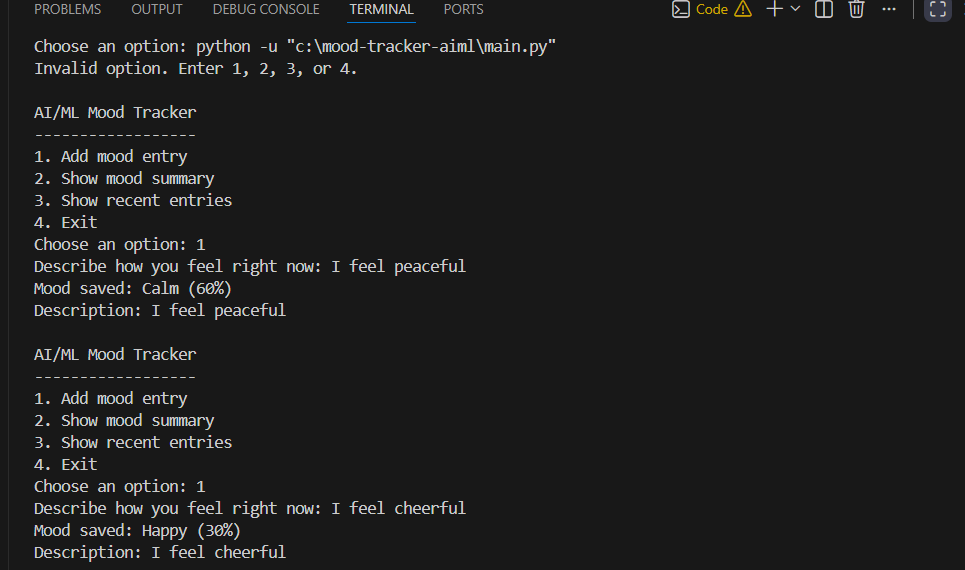 PROBLEMS OUTPUT DEBUG CONSOLE TERMINAL PORTS Code
Choose an option: python -u "c:\mood-tracker-aiml\main.py"
Invalid option. Enter 1, 2, 3, or 4.
AI/ML Mood Tracker
------------------
1. Add mood entry
2. Show mood summary
3. Show recent entries
4. Exit
Choose an option: 1
Describe how you feel right now: I feel peaceful
Mood saved: Calm (60%)
Description: I feel peaceful
AI/ML Mood Tracker
------------------
1. Add mood entry
2. Show mood summary
3. Show recent entries
4. Exit
Choose an option: 1
Describe how you feel right now: I feel cheerful
Mood saved: Happy (30%)
Description: I feel cheerful